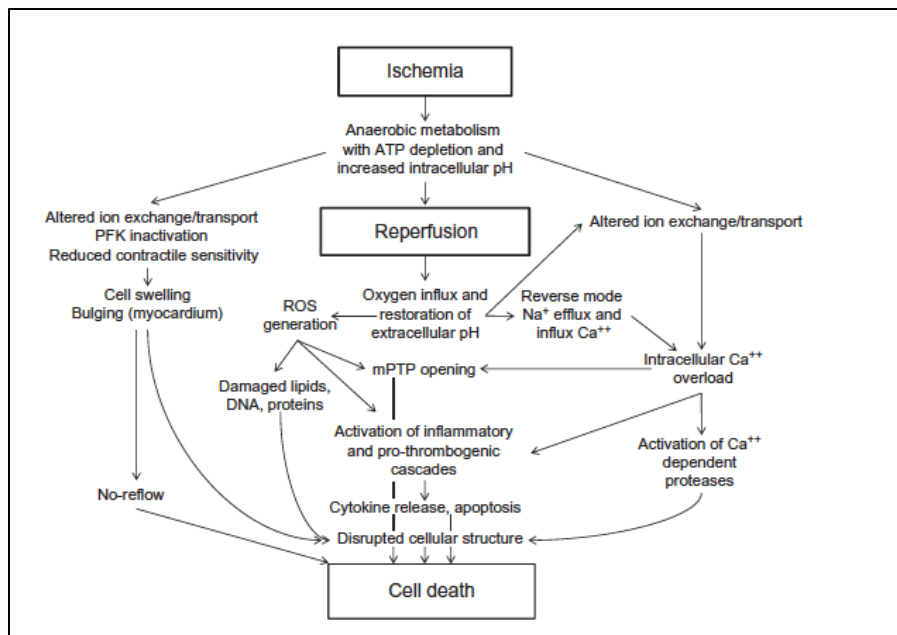 Ischemia
Anaerobic metabolism
with ATP depletion and
increased intracellular pH
Altered ion exchange/transport
PFK inactivation
Reduced contractile sensitivity
Reperfusion
Altered ion exchange/transport
Cell swelling
Bulging (myocardium)
ROS
generation
Oxygen influx and
restoration of
extracellular pH
Reverse mode
Na⁺ efflux and
influx Ca⁺⁺
Intracellular Ca⁺⁺
overload
mPTP opening
Damaged lipids,
DNA, proteins
Activation of inflammatory
and pro-thrombogenic
cascades
Activation of Ca⁺⁺
dependent
proteases
No-reflow
Cytokine release, apoptosis
Disrupted cellular structure
Cell death